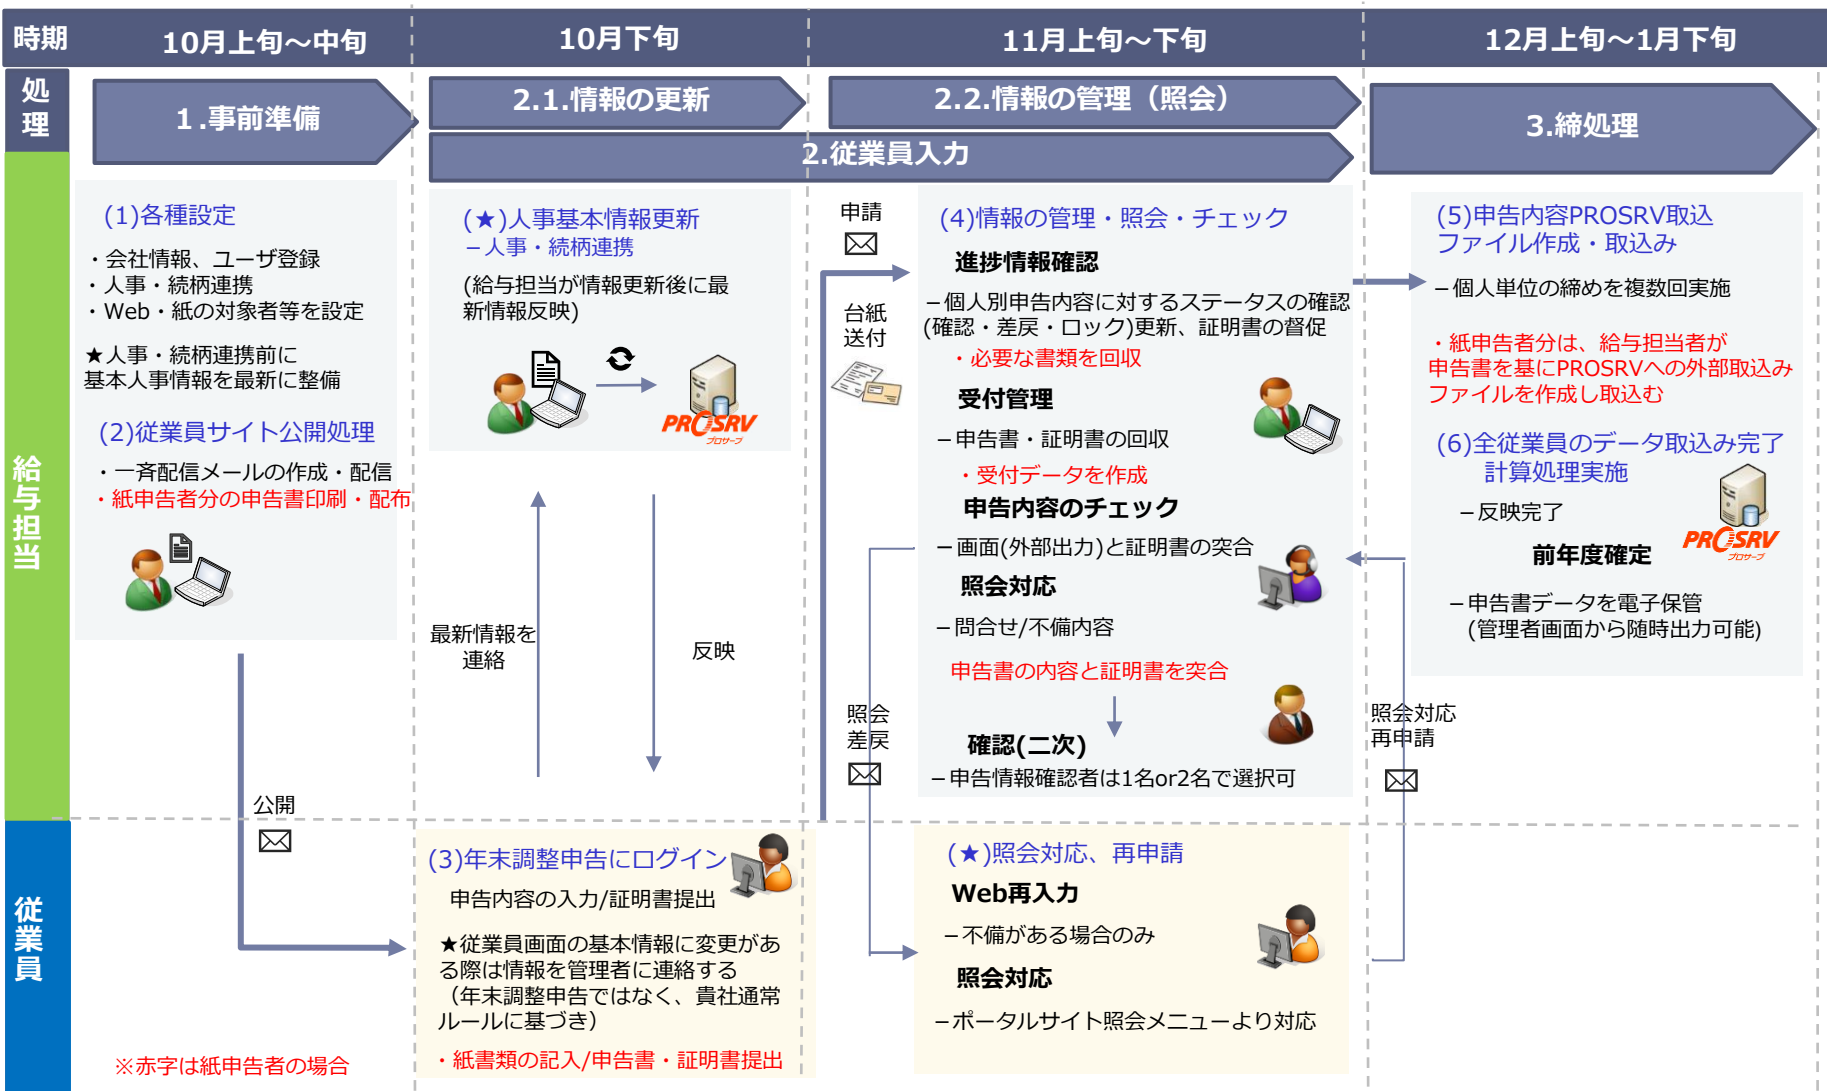 時期
10月上旬～中旬
10月下旬
11月上旬～下旬
12月上旬～1月下旬
処理
1.事前準備
2.1.情報の更新
2.2.情報の管理（照会）
2.従業員入力
3.締処理
給与担当
(1)各種設定
・会社情報、ユーザ登録
・人事・続柄連携
・Web・紙の対象者等を設定
★人事・続柄連携前に
基本人事情報を最新に整備
(2)従業員サイト公開処理
・一斉配信メールの作成・配信
・紙申告者分の申告書印刷・配布
公開
(★)人事基本情報更新
－人事・続柄連携
(給与担当が情報更新後に最
新情報反映)
PROSRV
プロサーブ
最新情報を
連絡
反映
申請
台紙
送付
(4)情報の管理・照会・チェック
進捗情報確認
－個人別申告内容に対するステータスの確認
(確認・差戻・ロック)更新、証明書の督促
・必要な書類を回収
受付管理
－申告書・証明書の回収
・受付データを作成
申告内容のチェック
－画面(外部出力)と証明書の突合
照会対応
－問合せ/不備内容
申告書の内容と証明書を突合
確認(二次)
－申告情報確認者は1名or2名で選択可
照会
差戻
(5)申告内容PROSRV取込
ファイル作成・取込み
－個人単位の締めを複数回実施
・紙申告者分は、給与担当者が
申告書を基にPROSRVへの外部取込み
ファイルを作成し取込む
(6)全従業員のデータ取込み完了
計算処理実施
－反映完了
PROSRV
プロサーブ
前年度確定
－申告書データを電子保管
(管理者画面から随時出力可能)
照会対応
再申請
従業員
(3)年末調整申告にログイン
申告内容の入力/証明書提出
★従業員画面の基本情報に変更があ
る際は情報を管理者に連絡する
（年末調整申告ではなく、貴社通常
ルールに基づき）
・紙書類の記入/申告書・証明書提出
(★)照会対応、再申請
Web再入力
－不備がある場合のみ
照会対応
－ポータルサイト照会メニューより対応
※赤字は紙申告者の場合